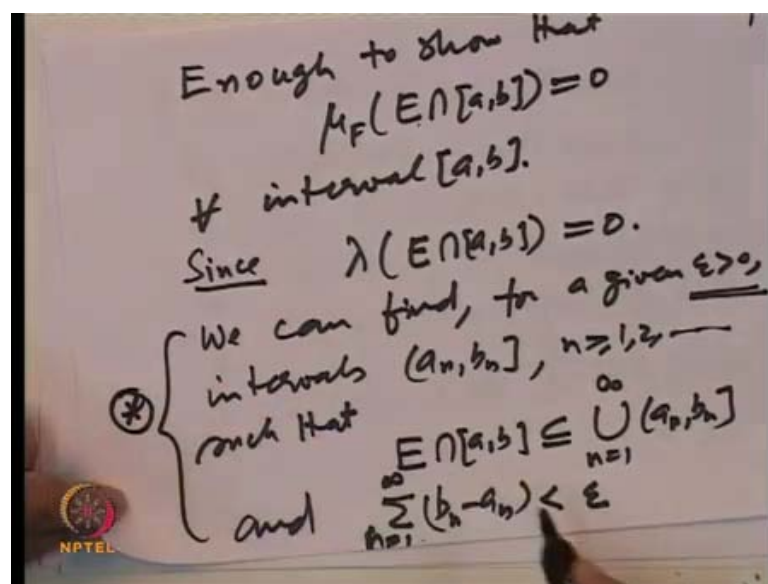 Enough to show that
μ_F(E∩[a,b])=0
∀ interval [a,b].
Since λ(E∩[a,b])=0.
We can find, for a given ε>0,
intervals (a_n,b_n], n≥1,2,—
such that
E∩[a,b]⊆⋃_{n=1}^{∞}(a_n,b_n]
and ∑_{n=1}^{∞}(b_n-a_n)<ε
*
NPTEL